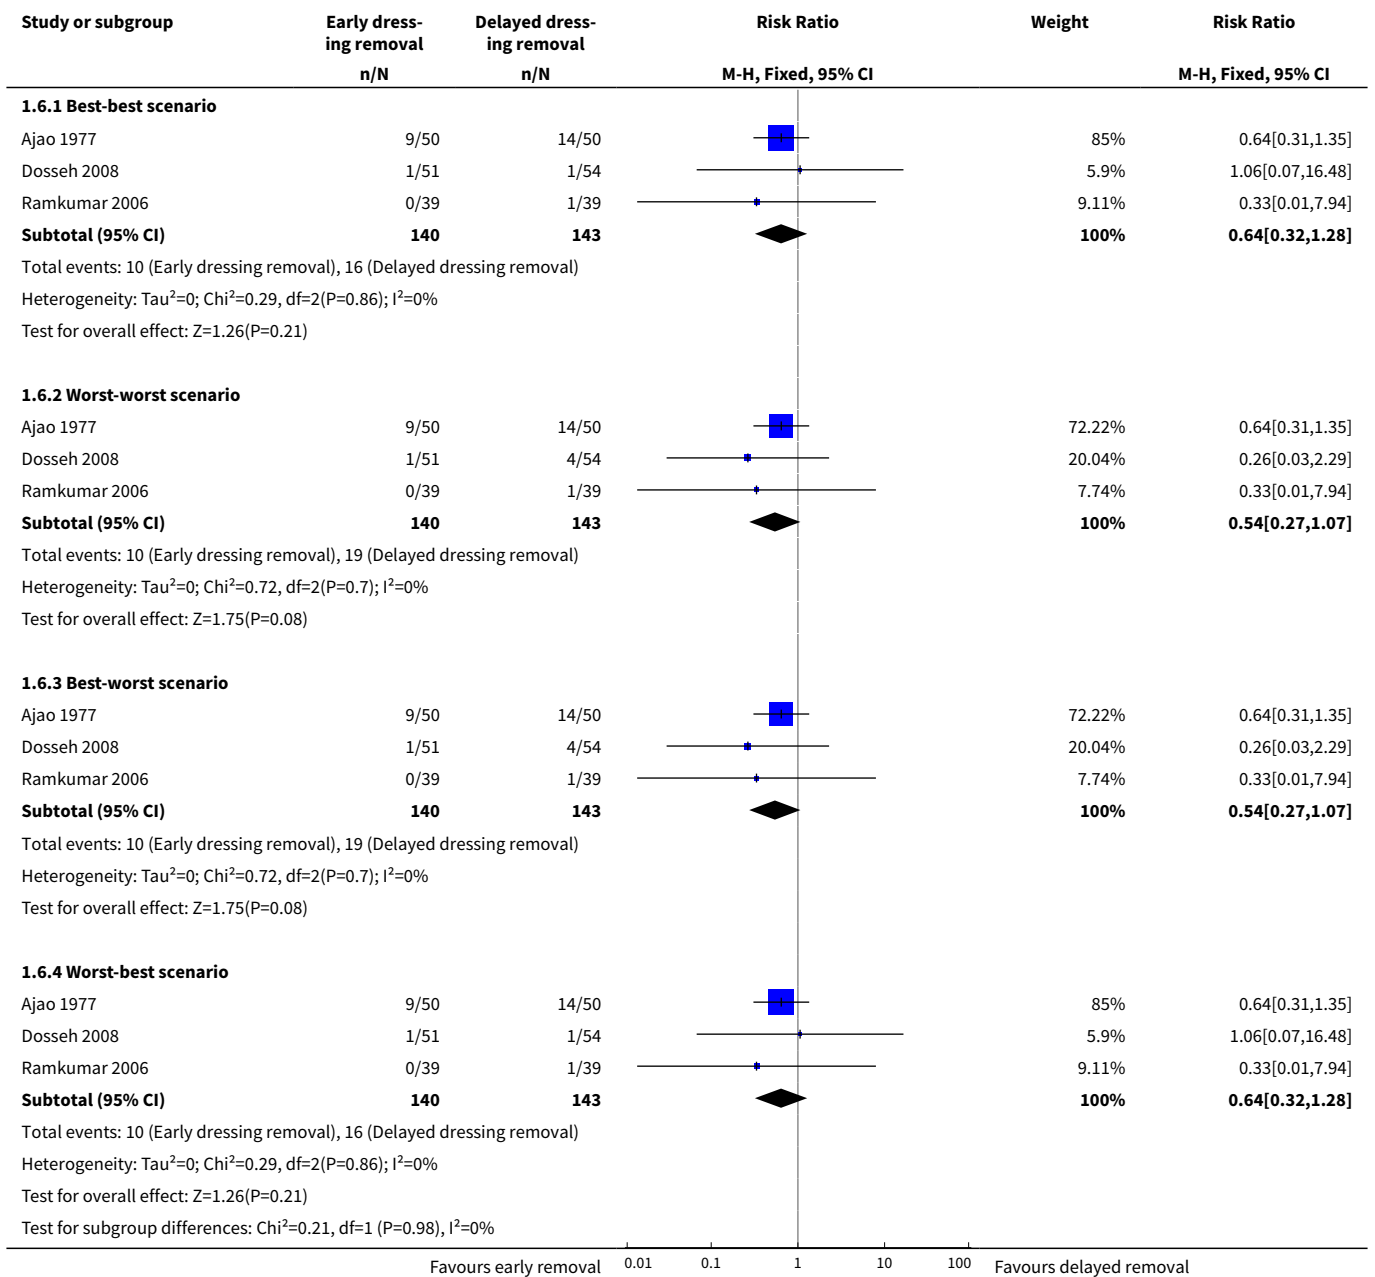 Study or subgroup Early dress- Delayed dress- Risk Ratio Weight Risk Ratio
ing removal ing removal
n/N n/N M-H, Fixed, 95% CI M-H, Fixed, 95% CI
1.6.1 Best-best scenario
Ajao 1977 9/50 14/50 85% 0.64[0.31,1.35]
Dosseh 2008 1/51 1/54 5.9% 1.06[0.07,16.48]
Ramkumar 2006 0/39 1/39 9.11% 0.33[0.01,7.94]
Subtotal (95% CI) 140 143 100% 0.64[0.32,1.28]
Total events: 10 (Early dressing removal), 16 (Delayed dressing removal)
Heterogeneity: Tau²=0; Chi²=0.29, df=2(P=0.86); I²=0%
Test for overall effect: Z=1.26(P=0.21)
1.6.2 Worst-worst scenario
Ajao 1977 9/50 14/50 72.22% 0.64[0.31,1.35]
Dosseh 2008 1/51 4/54 20.04% 0.26[0.03,2.29]
Ramkumar 2006 0/39 1/39 7.74% 0.33[0.01,7.94]
Subtotal (95% CI) 140 143 100% 0.54[0.27,1.07]
Total events: 10 (Early dressing removal), 19 (Delayed dressing removal)
Heterogeneity: Tau²=0; Chi²=0.72, df=2(P=0.7); I²=0%
Test for overall effect: Z=1.75(P=0.08)
1.6.3 Best-worst scenario
Ajao 1977 9/50 14/50 72.22% 0.64[0.31,1.35]
Dosseh 2008 1/51 4/54 20.04% 0.26[0.03,2.29]
Ramkumar 2006 0/39 1/39 7.74% 0.33[0.01,7.94]
Subtotal (95% CI) 140 143 100% 0.54[0.27,1.07]
Total events: 10 (Early dressing removal), 19 (Delayed dressing removal)
Heterogeneity: Tau²=0; Chi²=0.72, df=2(P=0.7); I²=0%
Test for overall effect: Z=1.75(P=0.08)
1.6.4 Worst-best scenario
Ajao 1977 9/50 14/50 85% 0.64[0.31,1.35]
Dosseh 2008 1/51 1/54 5.9% 1.06[0.07,16.48]
Ramkumar 2006 0/39 1/39 9.11% 0.33[0.01,7.94]
Subtotal (95% CI) 140 143 100% 0.64[0.32,1.28]
Total events: 10 (Early dressing removal), 16 (Delayed dressing removal)
Heterogeneity: Tau²=0; Chi²=0.29, df=2(P=0.86); I²=0%
Test for overall effect: Z=1.26(P=0.21)
Test for subgroup differences: Chi²=0.21, df=1 (P=0.98), I²=0%
Favours early removal 0.01 0.1 1 10 100 Favours delayed removal